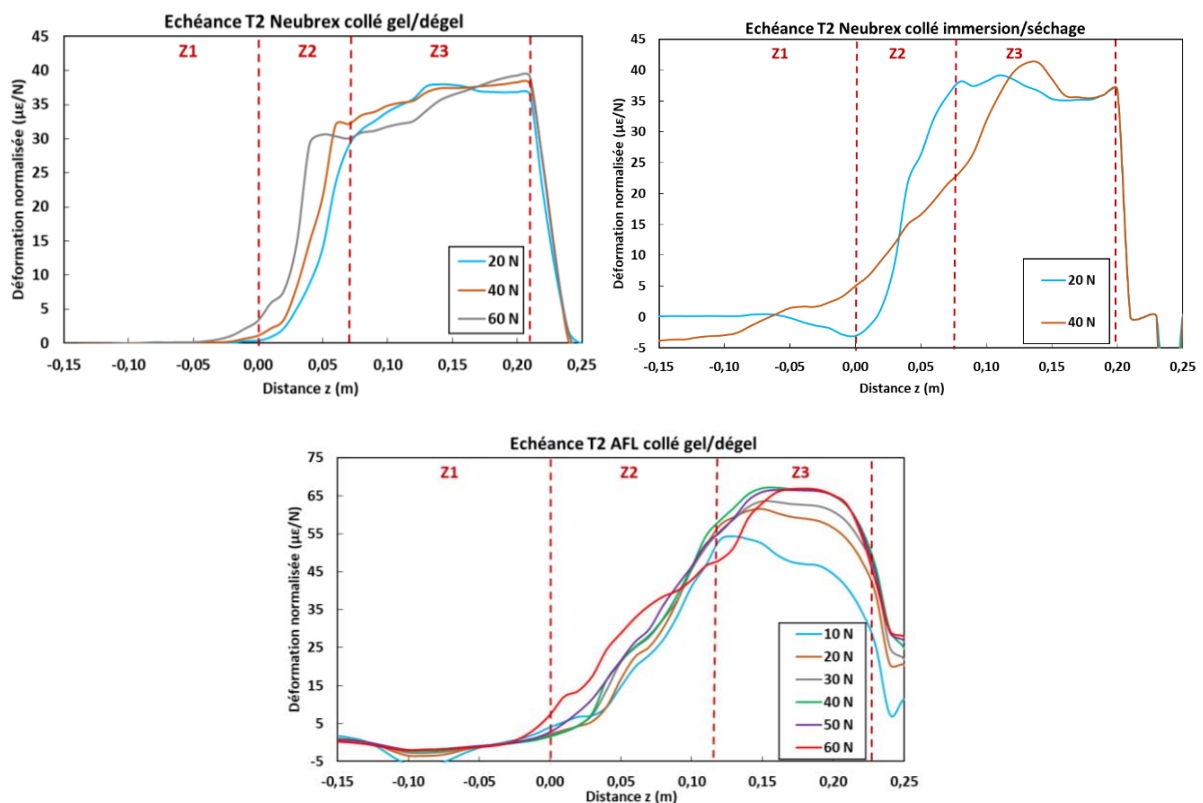 Echéance T2 Neubrex collé gel/dégel
45
40
35
30
25
20
15
10
5
0
Déformation normalisée (µε/N)
Z1
Z2
Z3
20 N
40 N
60 N
-0,15
-0,10
-0,05
0,00
0,05
0,10
0,15
0,20
0,25
Distance z (m)
Echéance T2 Neubrex collé immersion/séchage
45
40
35
30
25
20
15
10
5
0
-5
Déformation normalisée (µε/N)
Z1
Z2
Z3
20 N
40 N
-0,15
-0,10
-0,05
0,00
0,05
0,10
0,15
0,20
0,25
Distance z (m)
Echéance T2 AFL collé gel/dégel
75
65
55
45
35
25
15
5
-5
Déformation normalisée (µε/N)
Z1
Z2
Z3
10 N
20 N
30 N
40 N
50 N
60 N
-0,15
-0,10
-0,05
0,00
0,05
0,10
0,15
0,20
0,25
Distance z (m)